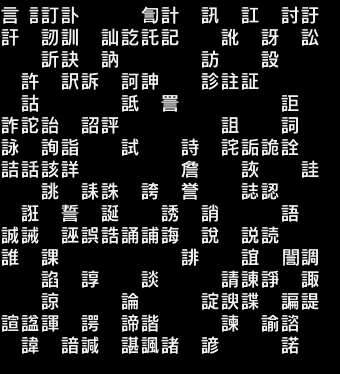 言 訁訂訃 訇計 訊 訌 討訏
訐 訒訓 訕訖託記 訛 訝 訟
訢訣 訥 訪 設
許 訳訴 訶訷 診註証
詁 詆 詈 詎
詐詑詒 詔評 詛 詞
詠 詢詣 試 詩 詫詬詭詮
詰話該詳 詹 詼 詿
誂 誄誅 誇 誉 誌認
誑 誓 誕 誘 誚 語
誠誡 誣誤誥誦誧誨 說 説読
誰 課 誹 誼 誾調
諂 諄 談 請諌諍 諏
諒 論 諚諛諜 諞諟
諠諡諢 諤 諦諧 諫 諭諮
諱 諳諴 諶諷諸 諺 諾